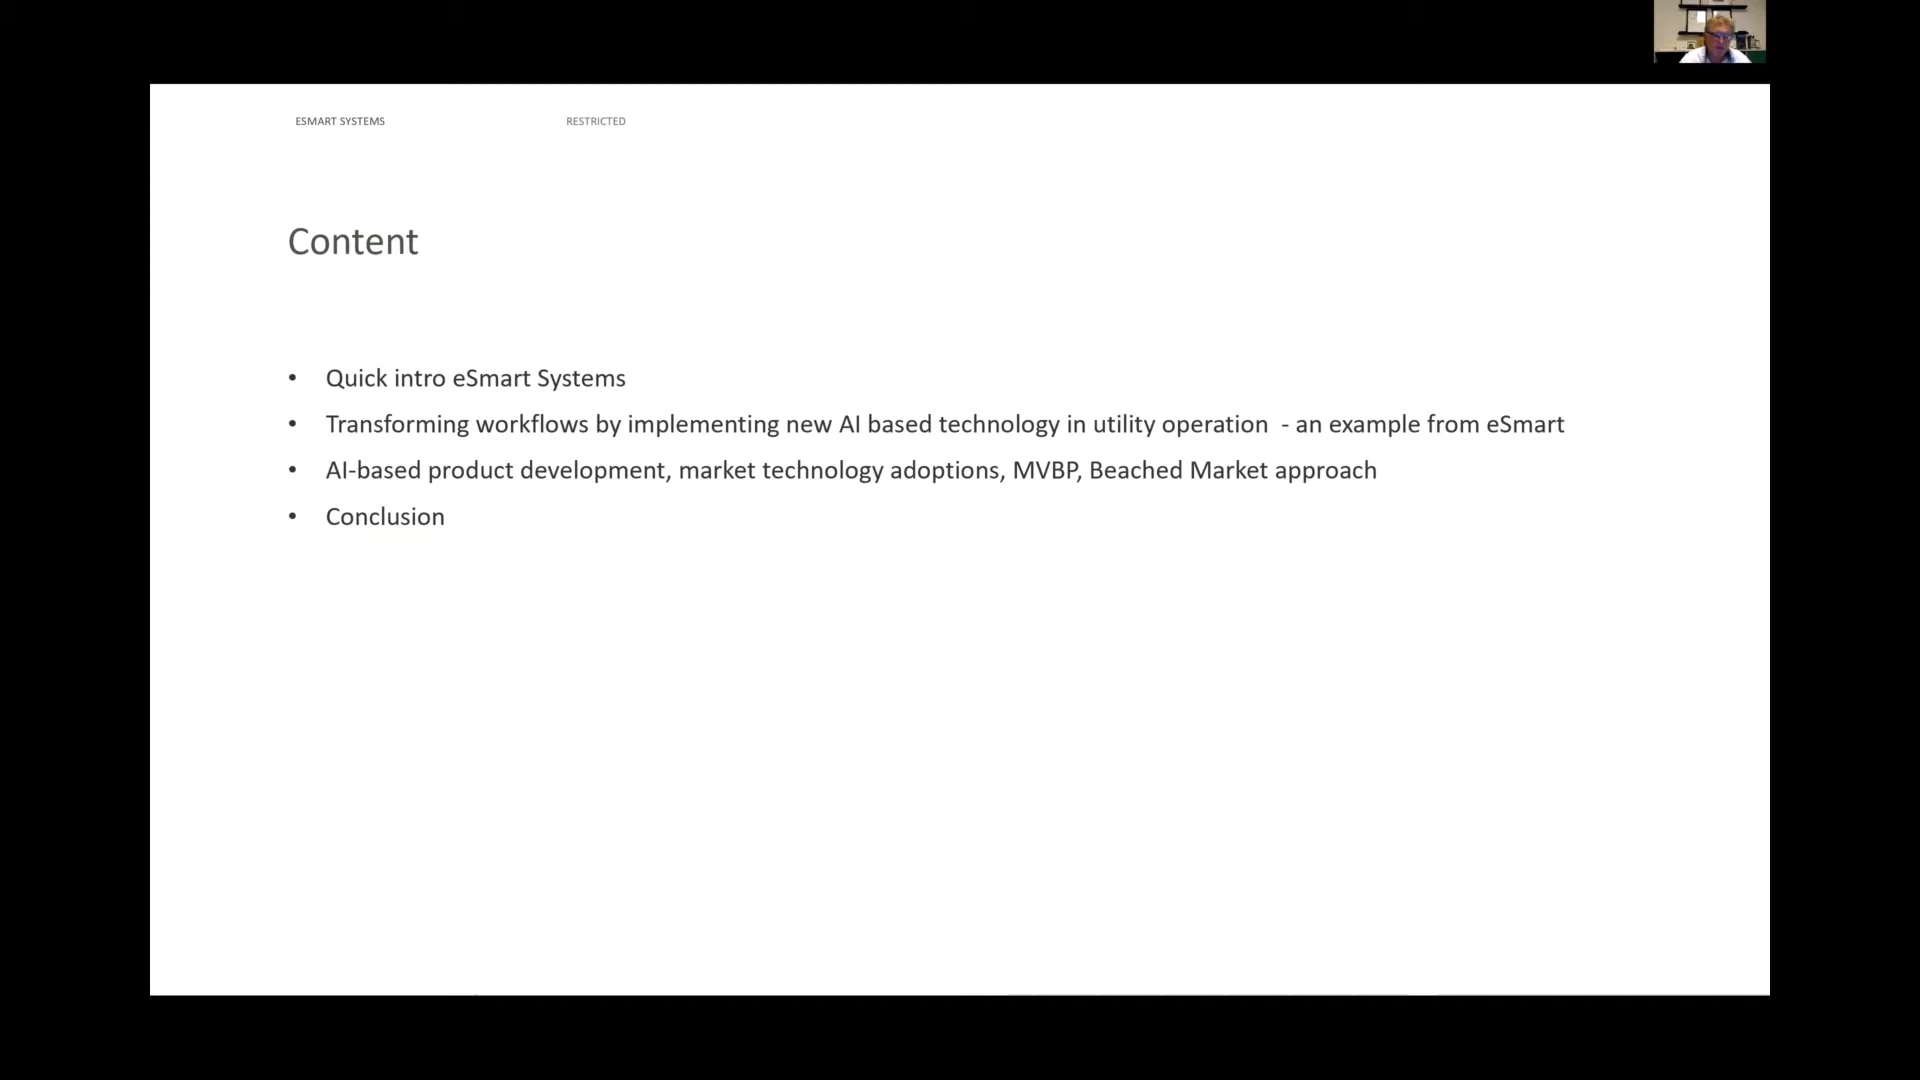 ESMART SYSTEMS RESTRICTED
Content
• Quick intro eSmart Systems
• Transforming workflows by implementing new AI based technology in utility operation - an example from eSmart
• AI-based product development, market technology adoptions, MVBP, Beached Market approach
• Conclusion